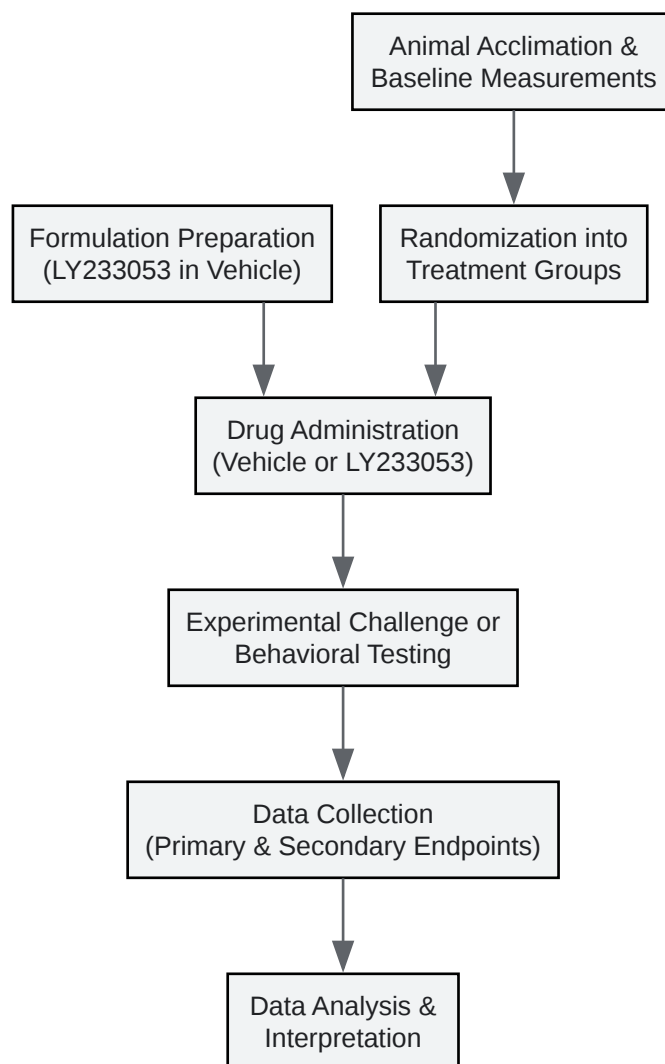 Animal Acclimation &
Baseline Measurements
Formulation Preparation
(LY233053 in Vehicle)
Randomization into
Treatment Groups
Drug Administration
(Vehicle or LY233053)
Experimental Challenge or
Behavioral Testing
Data Collection
(Primary & Secondary Endpoints)
Data Analysis &
Interpretation